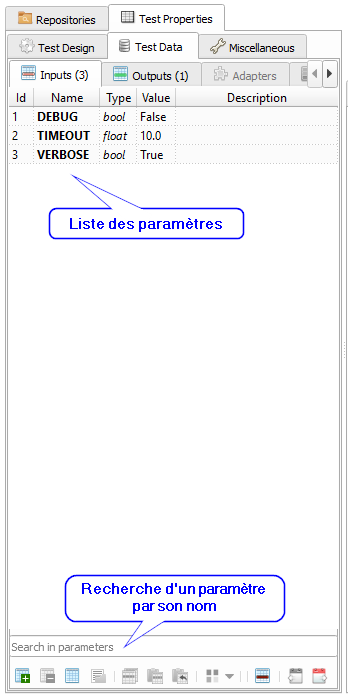 Repositories Test Properties
Test Design Test Data Miscellaneous
Inputs (3) Outputs (1) Adapters
Id Name Type Value Description
1 DEBUG bool False
2 TIMEOUT float 10.0
3 VERBOSE bool True
Liste des paramètres
Recherche d'un paramètre
par son nom
Search in parameters